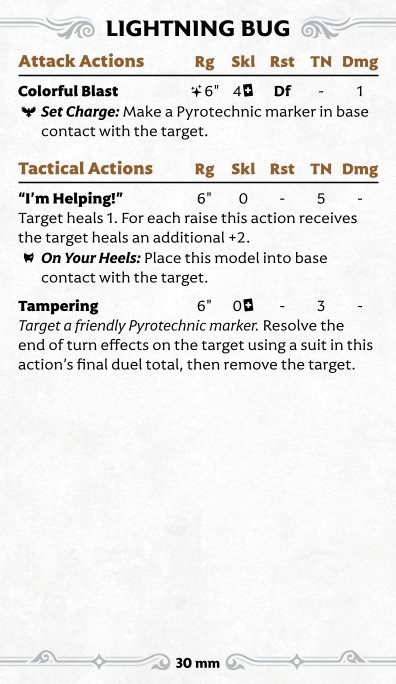 LIGHTNING BUG
Attack Actions Rg Skl Rst TN Dmg
Colorful Blast 6" 4 Df - 1
Set Charge: Make a Pyrotechnic marker in base
contact with the target.
Tactical Actions Rg Skl Rst TN Dmg
“I’m Helping!” 6" 0 - 5 -
Target heals 1. For each raise this action receives
the target heals an additional +2.
On Your Heels: Place this model into base
contact with the target.
Tampering 6" 0 - 3 -
Target a friendly Pyrotechnic marker. Resolve the
end of turn effects on the target using a suit in this
action’s final duel total, then remove the target.
30 mm